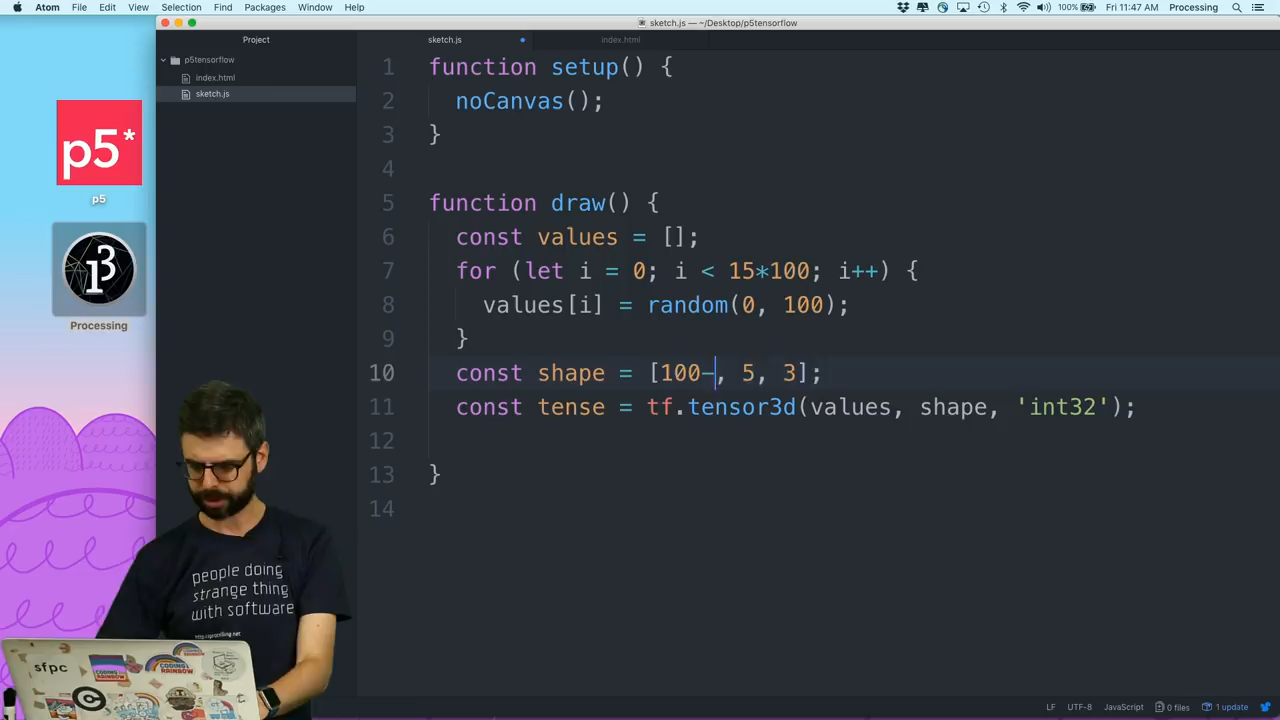 Atom File Edit View Selection Find Packages Window Help 100% Fri 11:47 AM Processing
sketch.js — ~/Desktop/p5tensorflow
Project
sketch.js
index.html
p5tensorflow
index.html
sketch.js
p5*
p5
Processing
1 function setup() {
2 noCanvas();
3 }
4
5 function draw() {
6 const values = [];
7 for (let i = 0; i < 15*100; i++) {
8 values[i] = random(0, 100);
9 }
10 const shape = [100-, 5, 3];
11 const tense = tf.tensor3d(values, shape, 'int32');
12
13 }
14
people doing
strange thing
with software
sfpc
CODING
RAINBOW
LF UTF-8 JavaScript 0 files 1 update